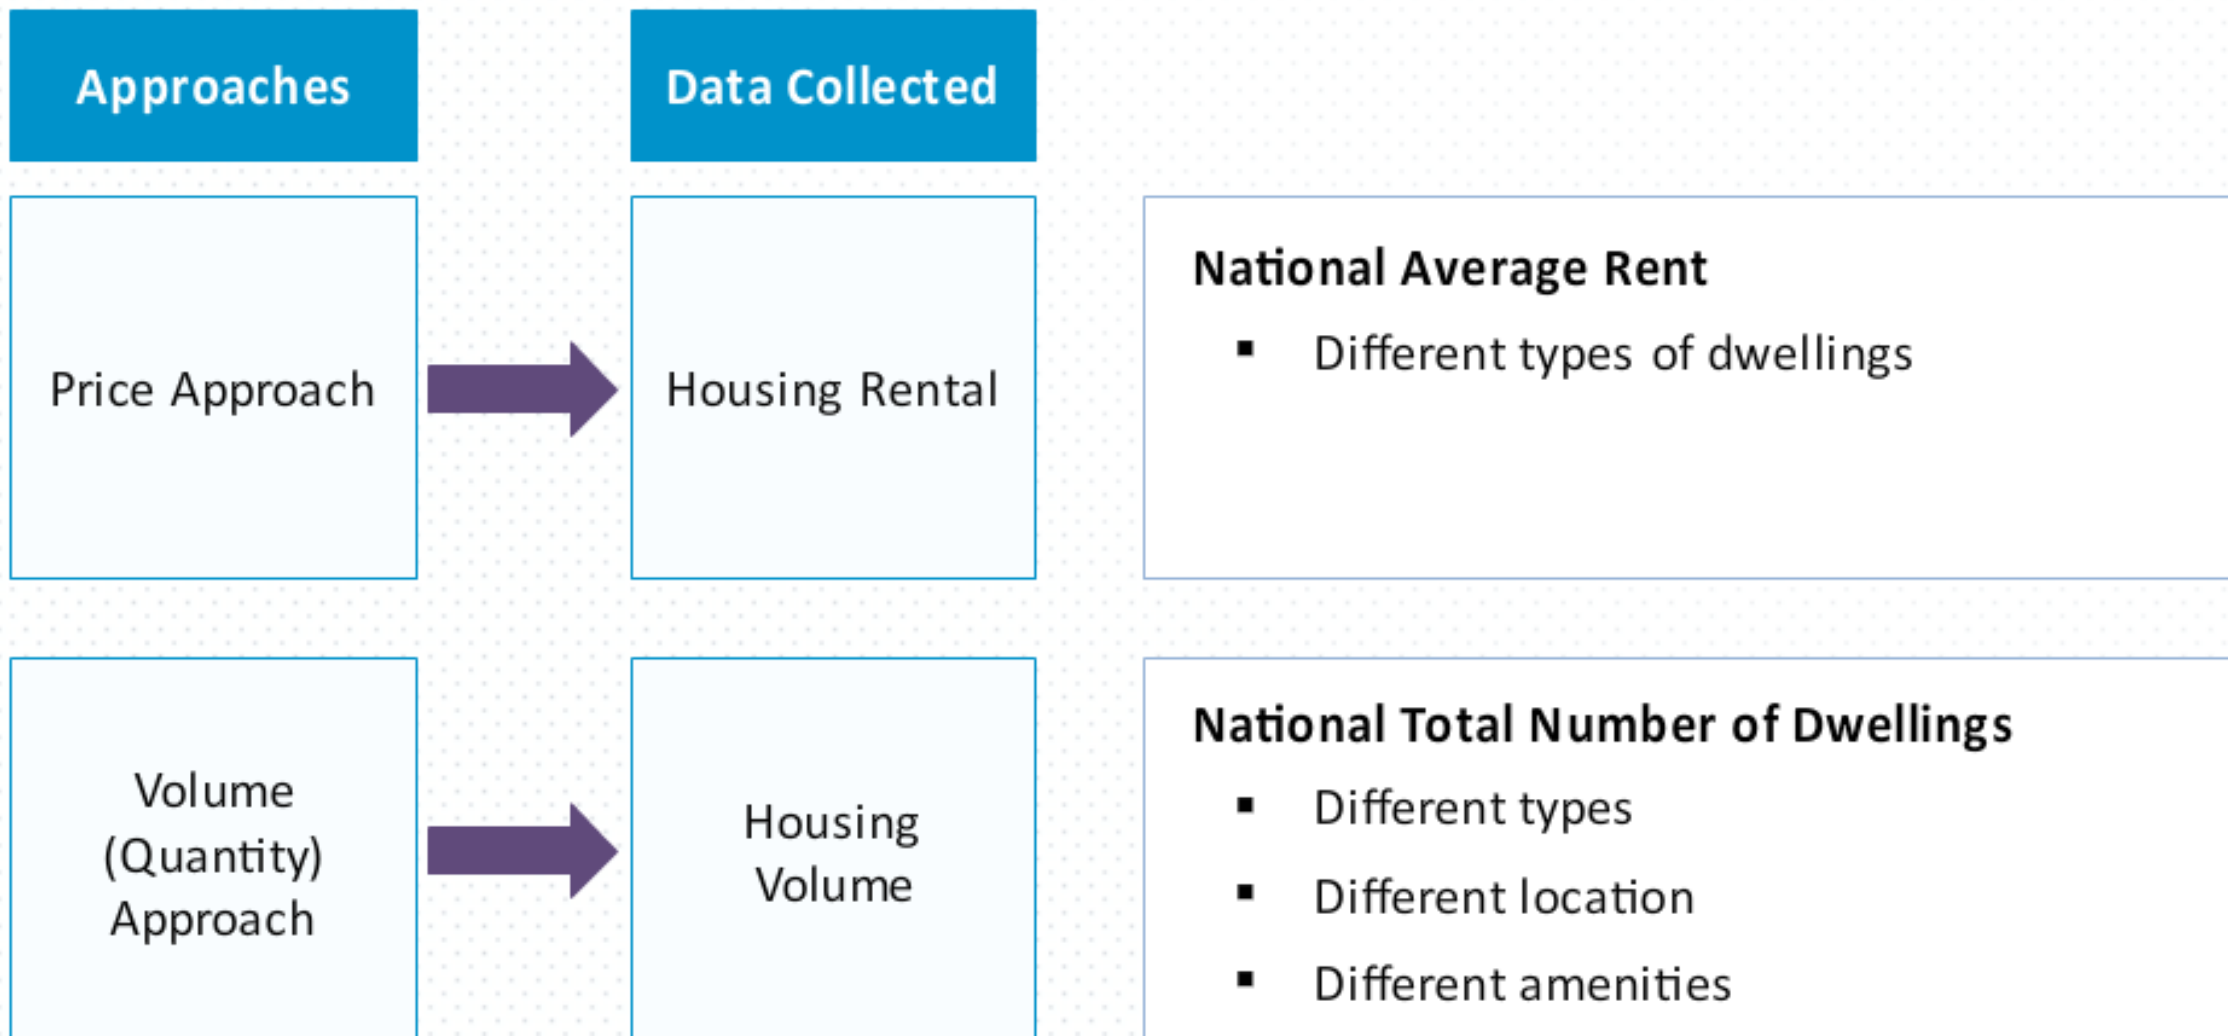 Approaches
Data Collected
Price Approach
Housing Rental
National Average Rent
▪ Different types of dwellings
Volume
(Quantity)
Approach
Housing
Volume
National Total Number of Dwellings
▪ Different types
▪ Different location
▪ Different amenities